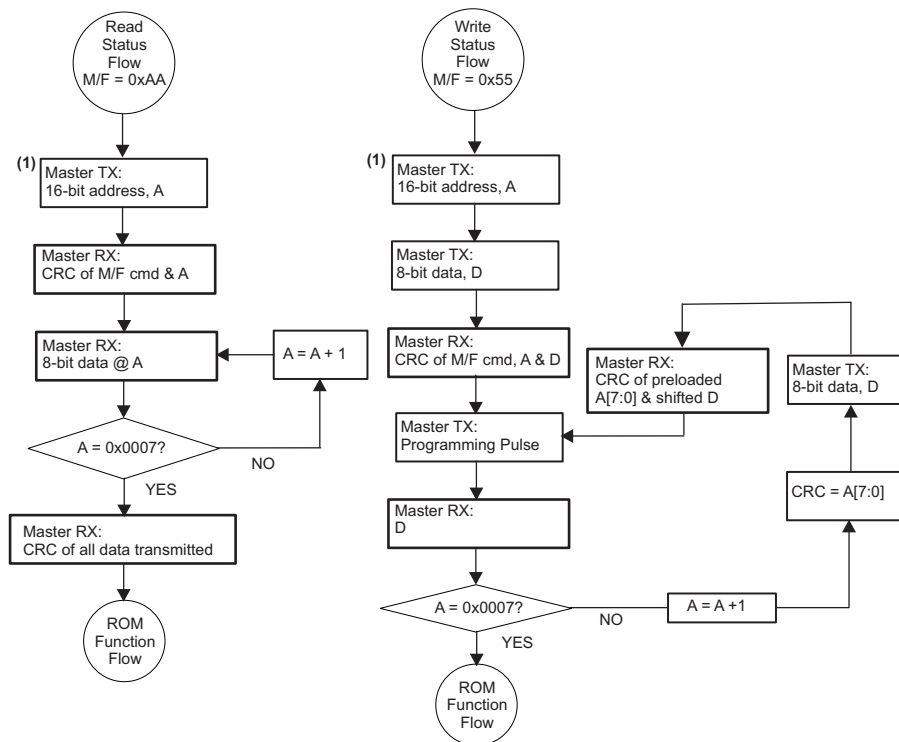 Read
Status
Flow
M/F = 0xAA
(1)
Master TX:
16-bit address, A
Master RX:
CRC of M/F cmd & A
Master RX:
8-bit data @ A
A = A + 1
A = 0x0007?
NO
YES
Master RX:
CRC of all data transmitted
ROM
Function
Flow
Write
Status
Flow
M/F = 0x55
(1)
Master TX:
16-bit address, A
Master TX:
8-bit data, D
Master RX:
CRC of M/F cmd, A & D
Master RX:
CRC of preloaded
A[7:0] & shifted D
Master TX:
8-bit data, D
Master TX:
Programming Pulse
CRC = A[7:0]
Master RX:
D
A = 0x0007?
NO
A = A +1
YES
ROM
Function
Flow